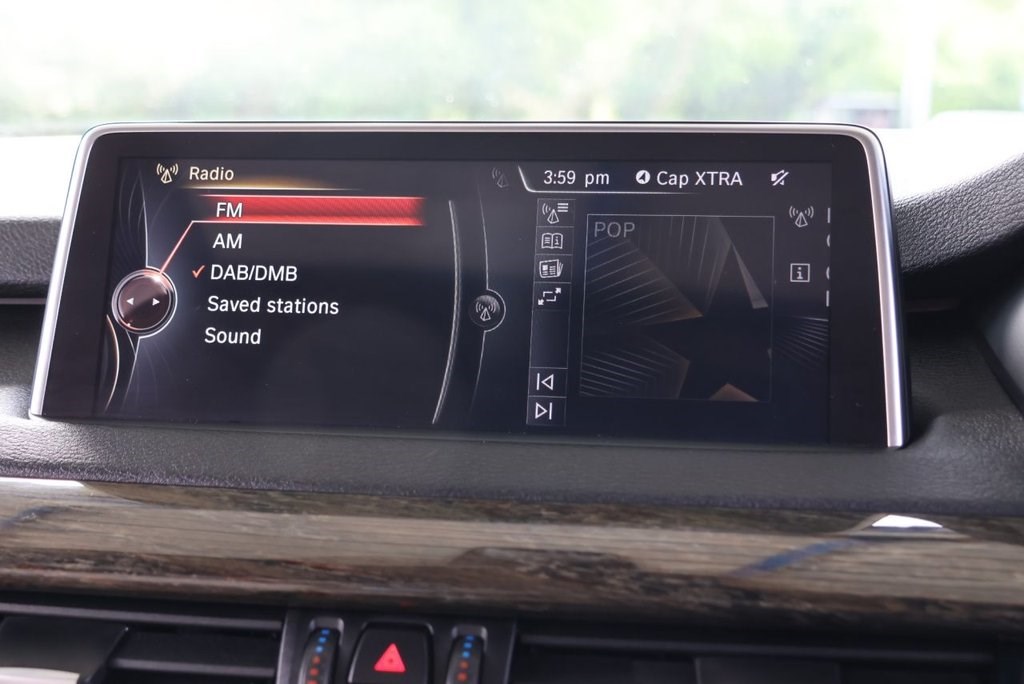 Radio
3:59 pm Cap XTRA
FM
AM
DAB/DMB
Saved stations
Sound
POP